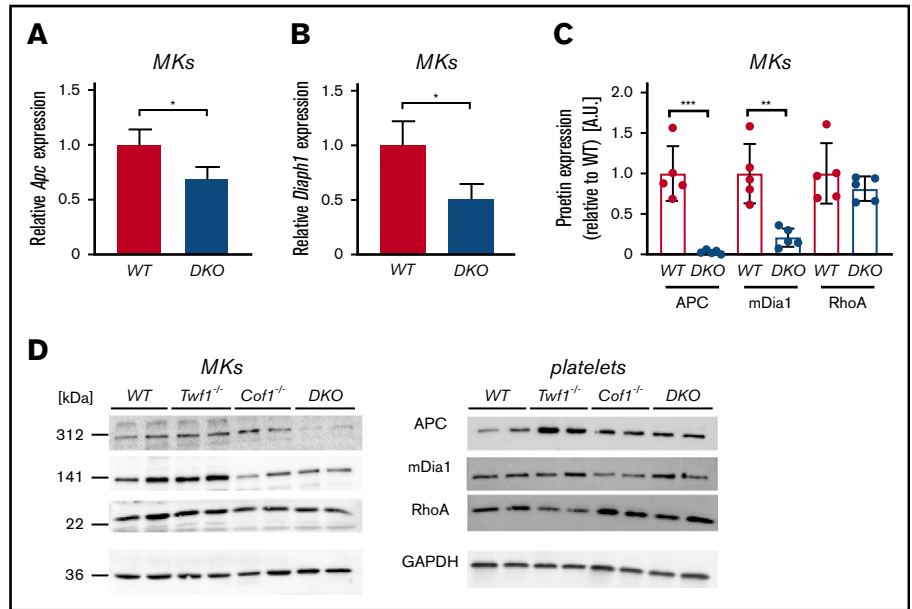 A
MKs
Relative Apc expression
1.5
1.0
0.5
0
*
WT DKO
B
MKs
Relative Diaph1 expression
1.5
1.0
0.5
0
*
WT DKO
C
MKs
Proetin expression
(relative to WT) [A.U.]
2.0
1.5
1.0
0.5
0
*** **
WT DKO WT DKO WT DKO
APC mDia1 RhoA
D
MKs
[kDa] WT Twf1-/- Cof1-/- DKO
312
141
22
36
platelets
WT Twf1-/- Cof1-/- DKO
APC
mDia1
RhoA
GAPDH